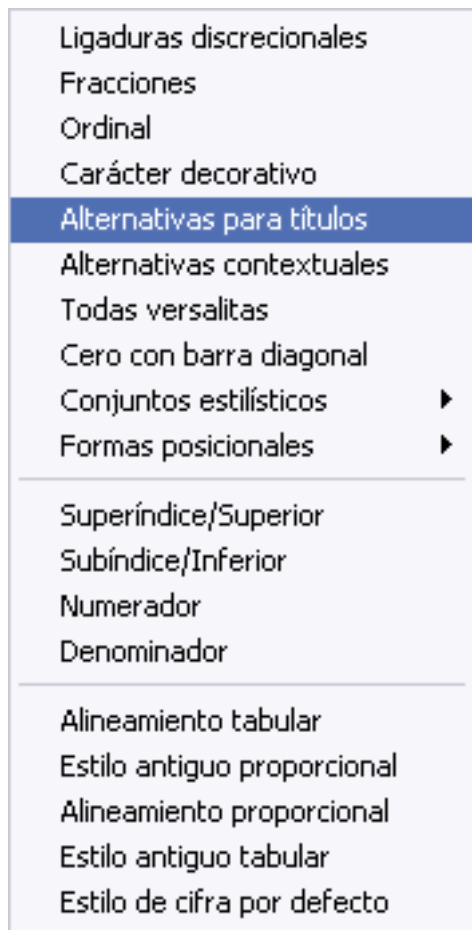 Ligaduras discrecionales
Fracciones
Ordinal
Carácter decorativo
Alternativas para títulos
Alternativas contextuales
Todas versalitas
Cero con barra diagonal
Conjuntos estilísticos
Formas posicionales
Superíndice/Superior
Subíndice/Inferior
Numerador
Denominador
Alineamiento tabular
Estilo antiguo proporcional
Alineamiento proporcional
Estilo antiguo tabular
Estilo de cifra por defecto